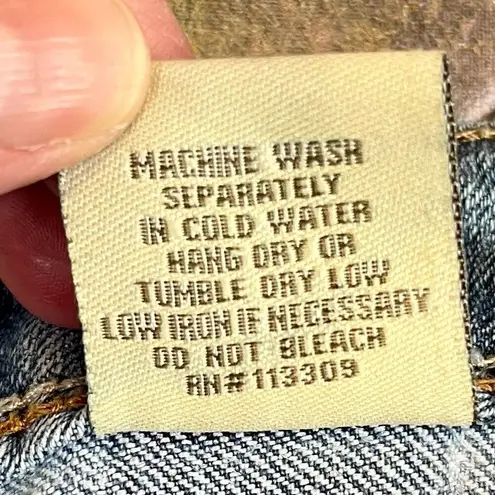 MACHINE WASH
SEPARATELY
IN COLD WATER
HANG DRY OR
TUMBLE DRY LOW
LOW IRON IF NECESSARY
DO NOT BLEACH
RN#113309